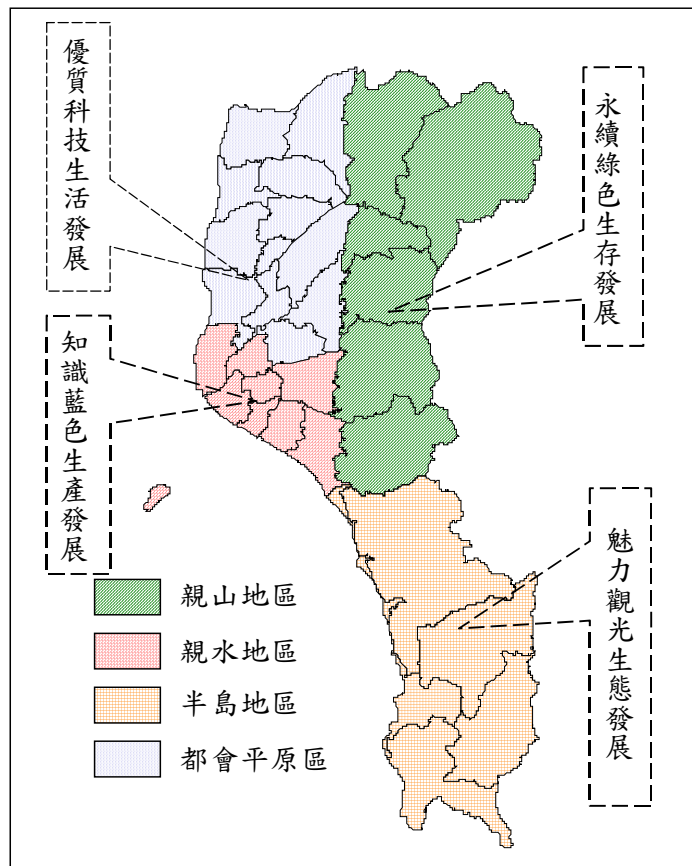 優質科技生活發展
永續綠色生存發展
知識藍色生產發展
魅力觀光生態發展
親山地區
親水地區
半島地區
都會平原區